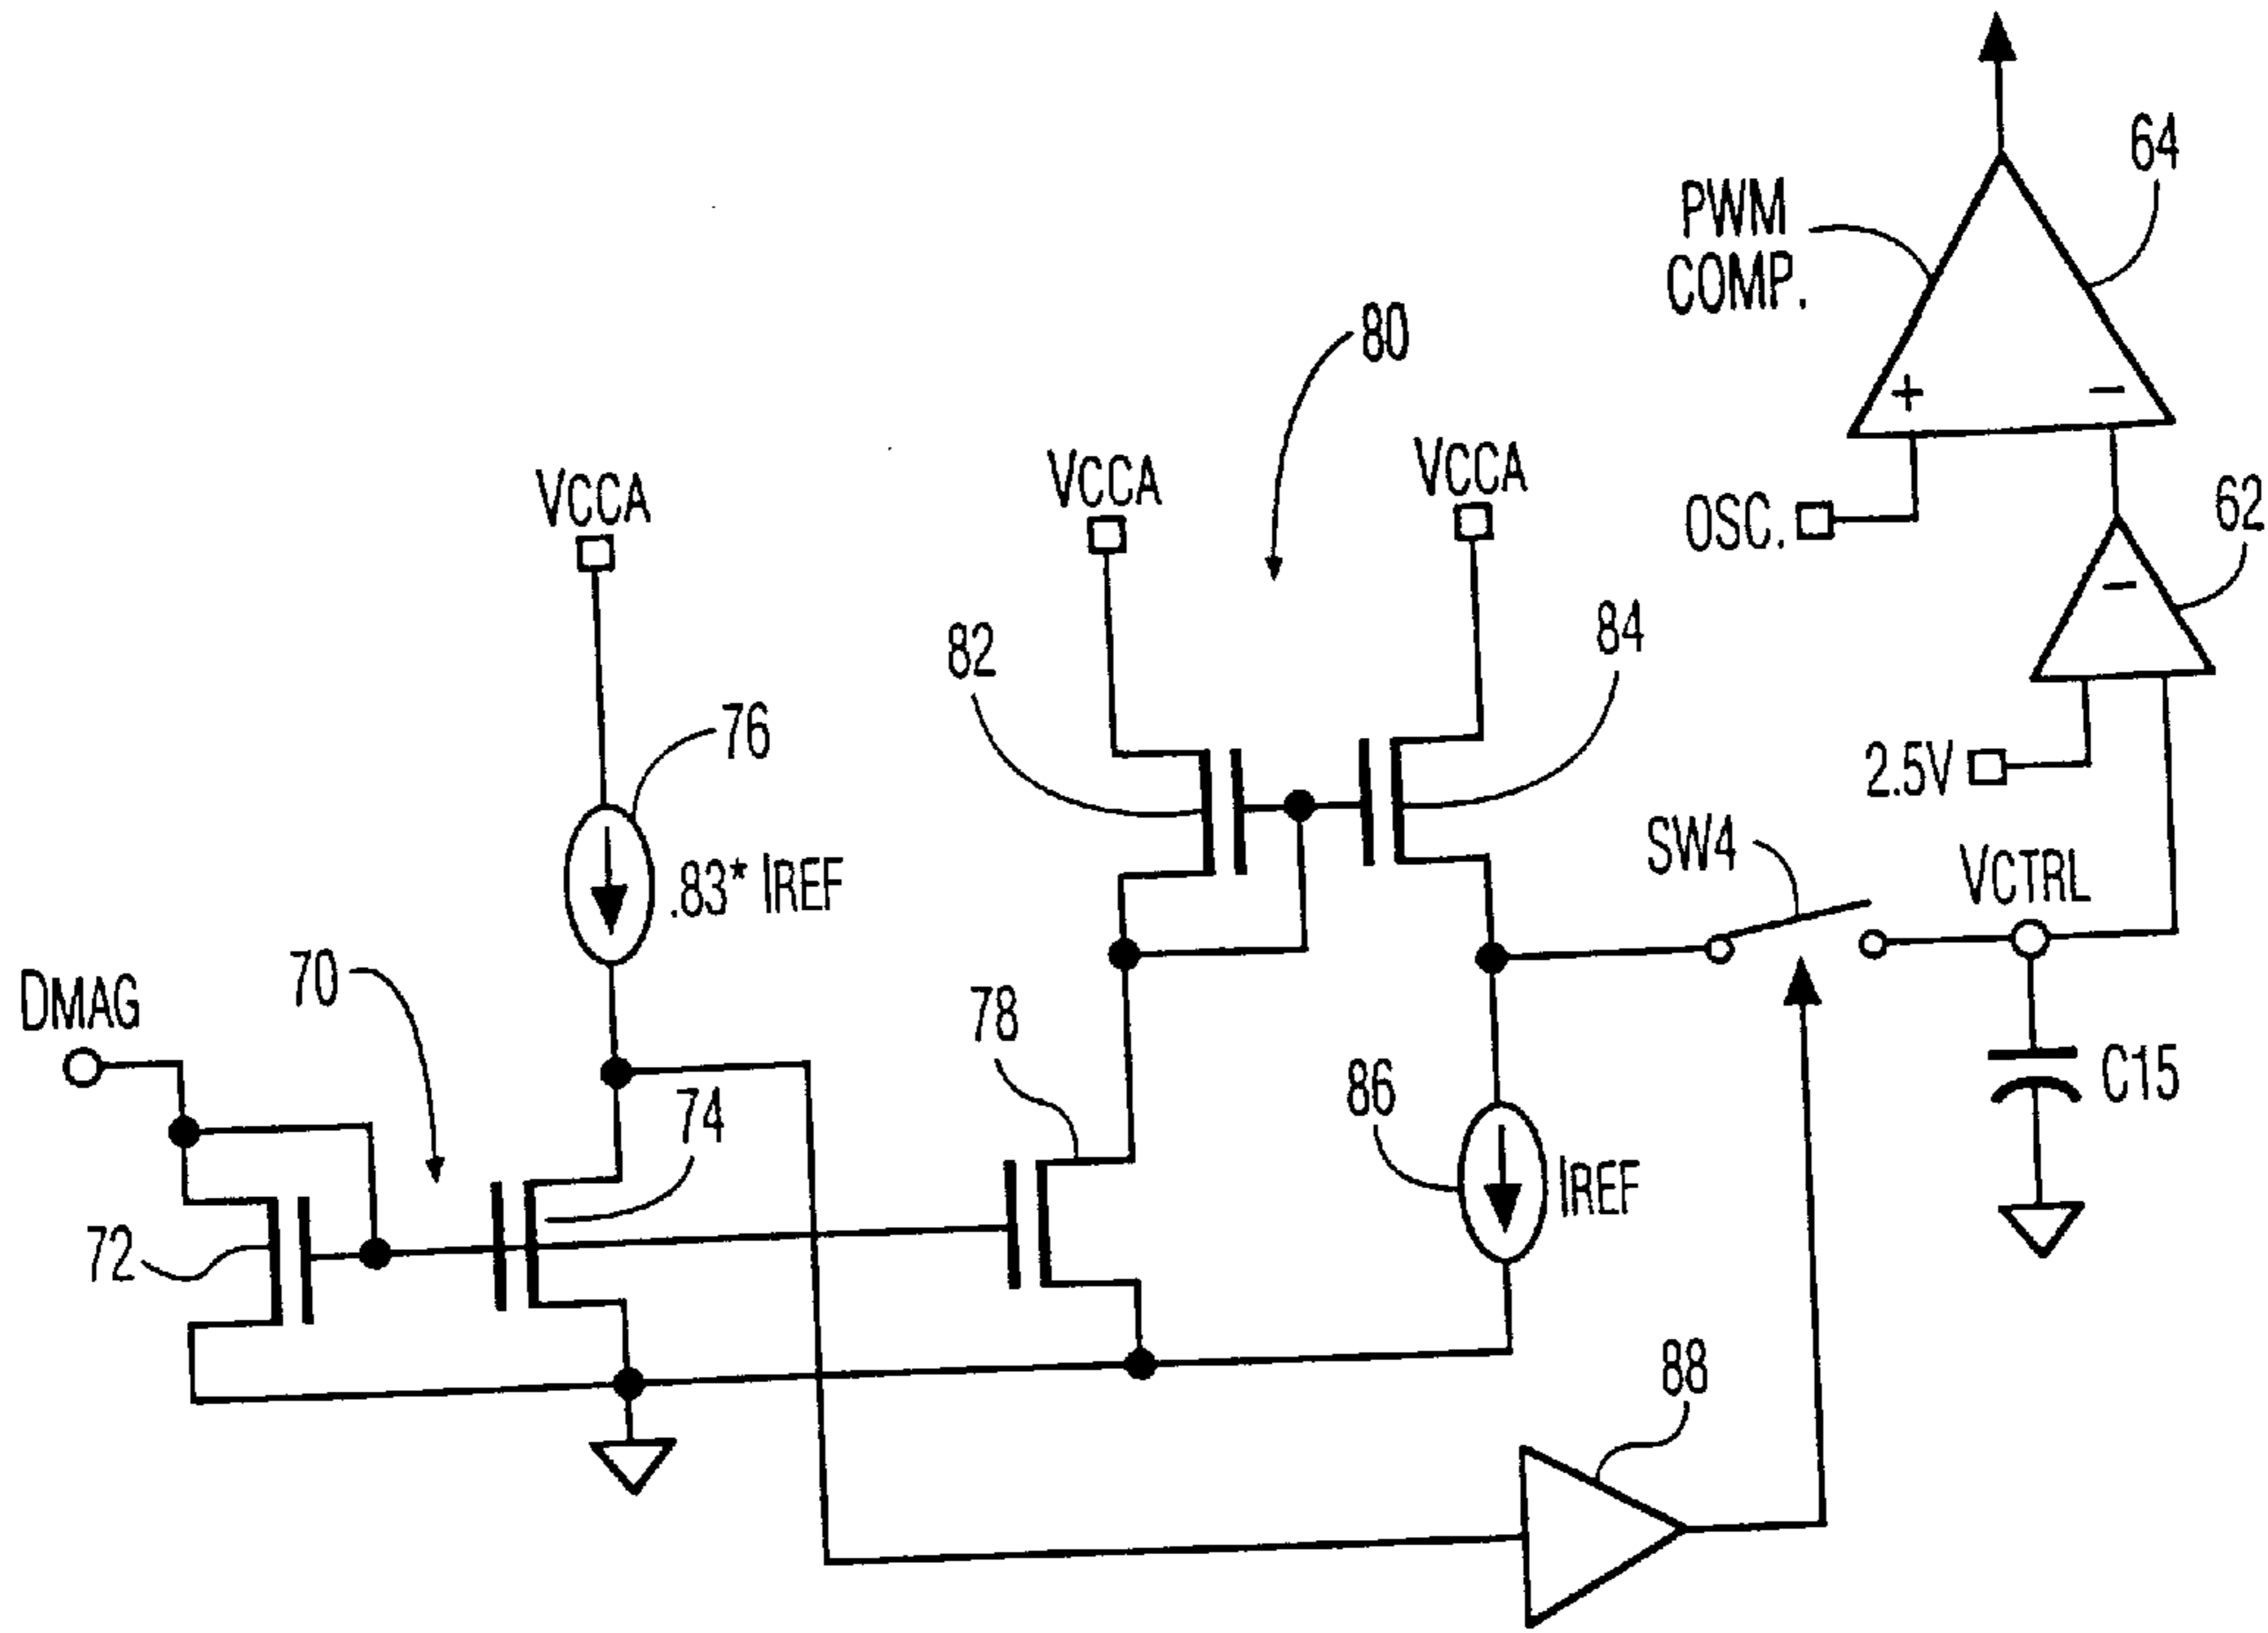 64
PWM
COMP.
80
+
−
VCCA
VCCA
VCCA
OSC.
62
−
82
84
76
2.5V
SW4
.83* IREF
VCTRL
70
DMAG
78
74
86
C15
72
IREF
88